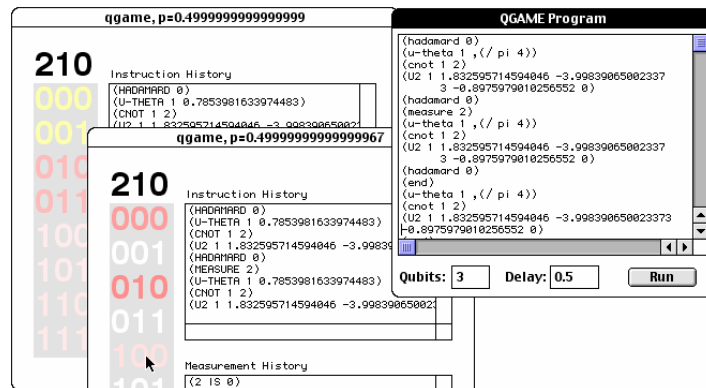 qgame, p=0.4999999999999999
210
000
001
010
011
100
101
110
111
Instruction History
(HADAMARD 0)
(U-THETA 1 0.7853981633974483)
(CNOT 1 2)
(U2 1 1.832595714594046 -3.998390650022
qgame, p=0.49999999999999967
210
000
001
010
011
100
101
Instruction History
(HADAMARD 0)
(U-THETA 1 0.7853981633974483)
(CNOT 1 2)
(U2 1 1.832595714594046 -3.9983
(HADAMARD 0)
(MEASURE 2)
(U-THETA 1 0.7853981633974483)
(CNOT 1 2)
(U2 1 1.832595714594046 -3.99839065002
Measurement History
(2 IS 0)
QGAME Program
(hadamard 0)
(u-theta 1 ,(/ pi 4))
(cnot 1 2)
(U2 1 1.832595714594046 -3.99839065002337
3 -0.8975979010256552 0)
(hadamard 0)
(measure 2)
(u-theta 1 ,(/ pi 4))
(cnot 1 2)
(U2 1 1.832595714594046 -3.99839065002337
3 -0.8975979010256552 0)
(hadamard 0)
(end)
(u-theta 1 ,(/ pi 4))
(cnot 1 2)
(U2 1 1.832595714594046 -3.998390650023373
-0.8975979010256552 0)
Qubits: 3 Delay: 0.5 Run